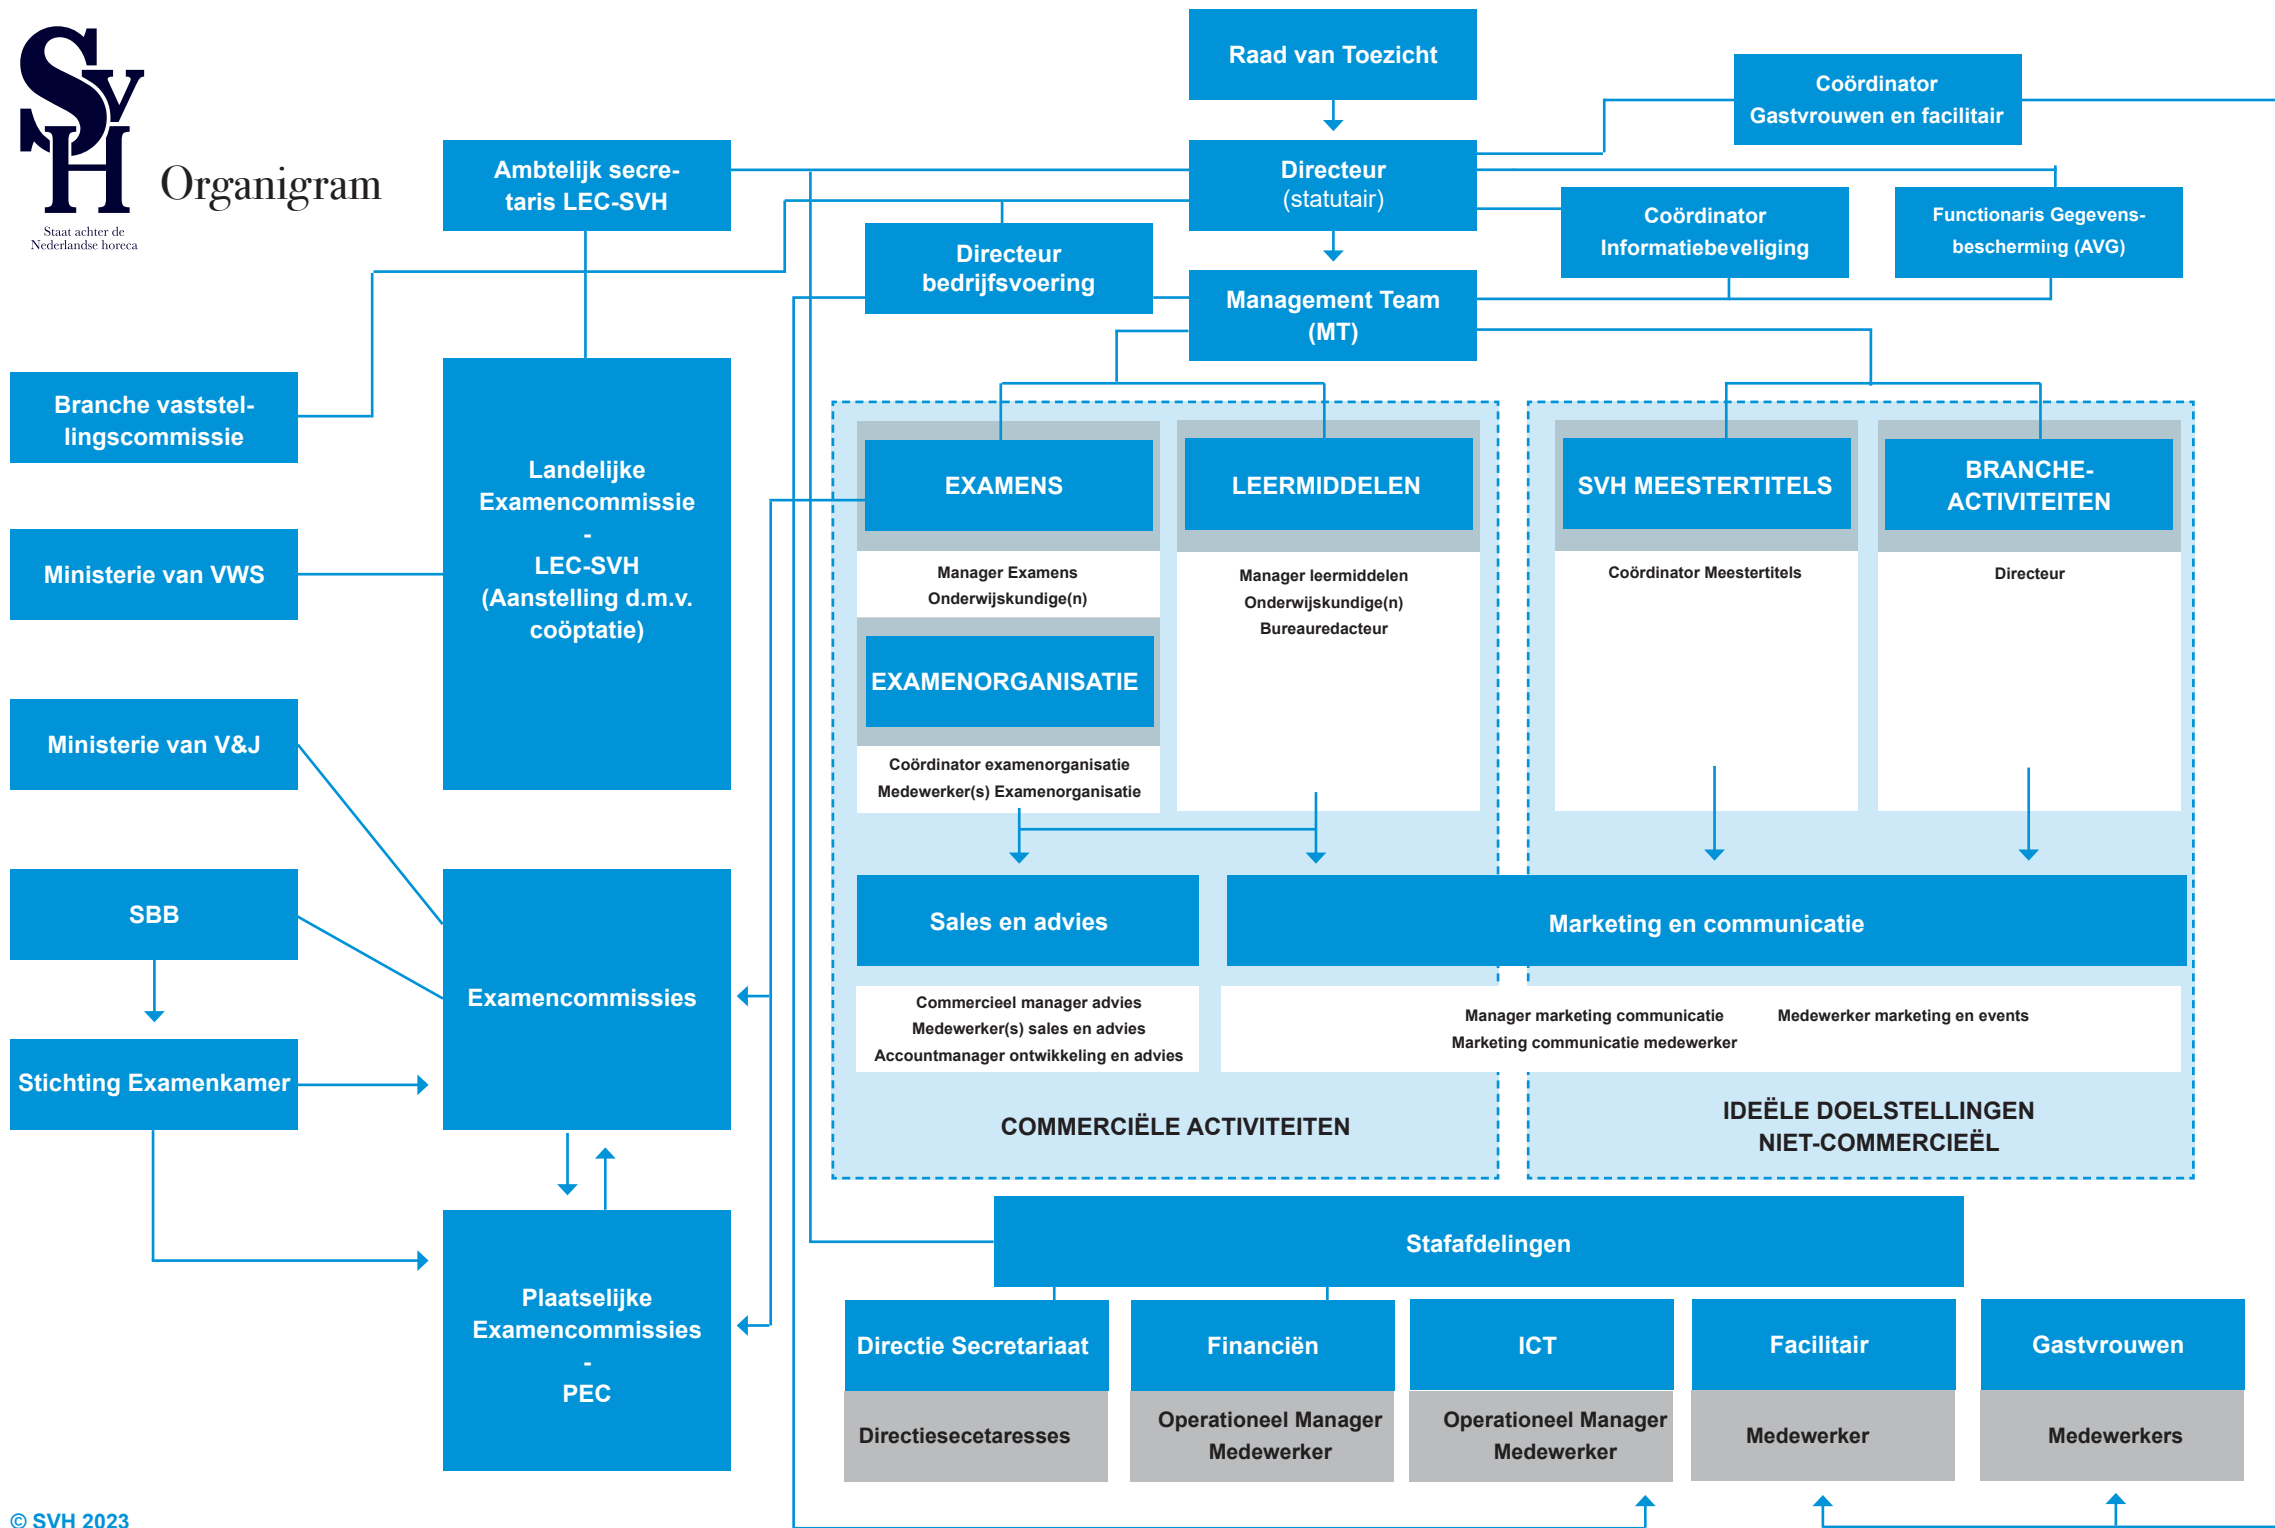 SVH
Staat achter de
Nederlandse horeca
Organigram
Raad van Toezicht
Coördinator
Gastvrouwen en facilitair
Ambtelijk secre-
taris LEC-SVH
Directeur
(statutair)
Coördinator
Informatiebeveliging
Functionaris Gegevens-
bescherming (AVG)
Directeur
bedrijfsvoering
Management Team
(MT)
Branche vaststel-
lingscommissie
Landelijke
Examencommissie
-
LEC-SVH
(Aanstelling d.m.v.
coöptatie)
Ministerie van VWS
Ministerie van V&J
SBB
Stichting Examenkamer
Examencommissies
Plaatselijke
Examencommissies
-
PEC
EXAMENS
Manager Examens
Onderwijskundige(n)
EXAMENORGANISATIE
Coördinator examenorganisatie
Medewerker(s) Examenorganisatie
LEERMIDDELEN
Manager leermiddelen
Onderwijskundige(n)
Bureauredacteur
SVH MEESTERTITELS
Coördinator Meestertitels
BRANCHE-
ACTIVITEITEN
Directeur
Sales en advies
Commercieel manager advies
Medewerker(s) sales en advies
Accountmanager ontwikkeling en advies
Marketing en communicatie
Manager marketing communicatie
Marketing communicatie medewerker
Medewerker marketing en events
COMMERCIËLE ACTIVITEITEN
IDEËLE DOELSTELLINGEN
NIET-COMMERCIEËL
Stafafdelingen
Directie Secretariaat
Directiesecetaresses
Financiën
Operationeel Manager
Medewerker
ICT
Operationeel Manager
Medewerker
Facilitair
Medewerker
Gastvrouwen
Medewerkers
© SVH 2023